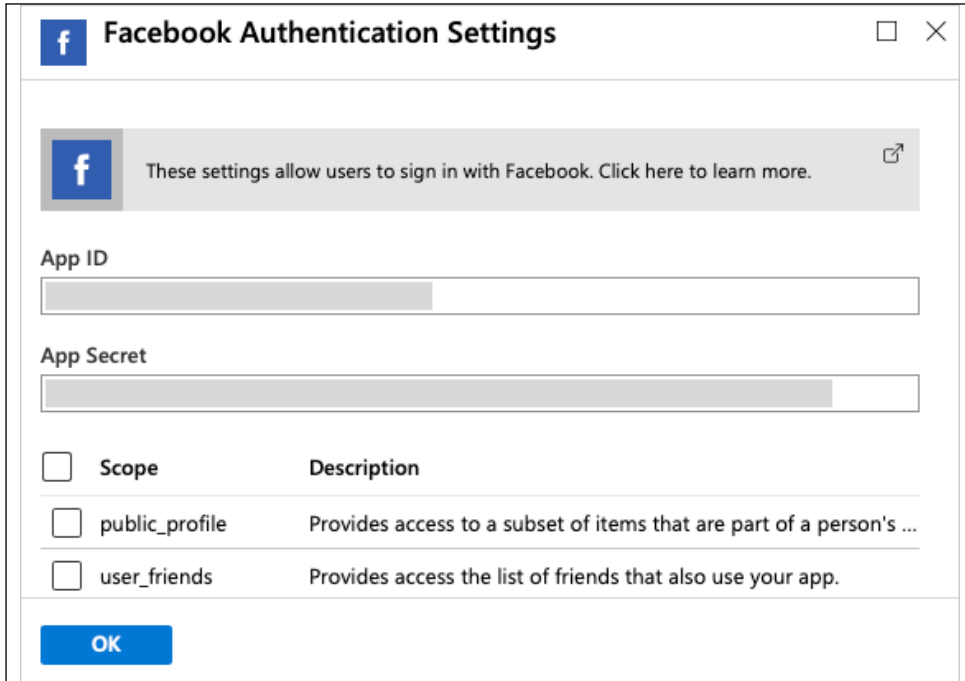 Facebook Authentication Settings
These settings allow users to sign in with Facebook. Click here to learn more.
App ID
App Secret
Scope Description
public_profile Provides access to a subset of items that are part of a person's ...
user_friends Provides access the list of friends that also use your app.
OK